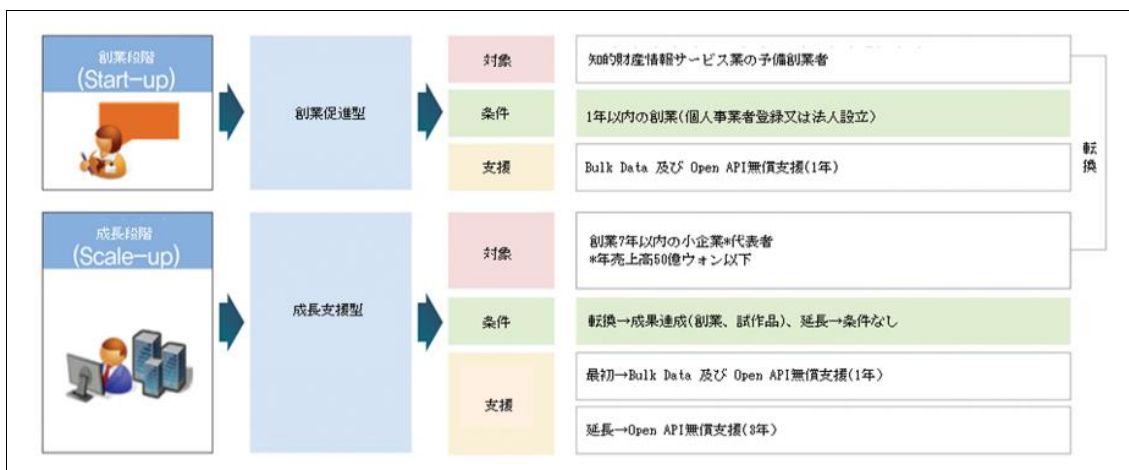 創業段階
(Start-up)
創業促進型
対象
知的財産情報サービス業の予備創業者
条件
1年以内の創業(個人事業者登録又は法人設立)
支援
Bulk Data 及び Open API無償支援(1年)
転換
成長段階
(Scale-up)
成長支援型
対象
創業7年以内の小企業*代表者
*年売上高50億ウォン以下
条件
転換→成果達成(創業、試作品)、延長→条件なし
支援
最初→Bulk Data 及び Open API無償支援(1年)
延長→Open API無償支援(3年)